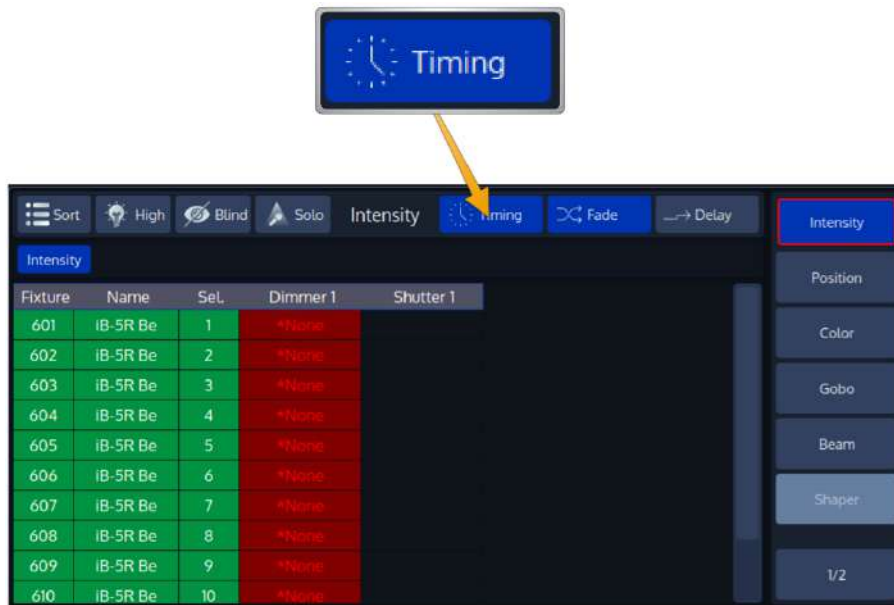 Timing
Sort High Blind Solo Intensity Timing Fade Delay
Intensity
Intensity
Position
Color
Gobo
Beam
Shaper
1/2
Fixture Name Sel. Dimmer 1 Shutter 1
601 iB-5R Be 1 *None
602 iB-5R Be 2 *None
603 iB-5R Be 3 *None
604 iB-5R Be 4 *None
605 iB-5R Be 5 *None
606 iB-5R Be 6 *None
607 iB-5R Be 7 *None
608 iB-5R Be 8 *None
609 iB-5R Be 9 *None
610 iB-5R Be 10 *None